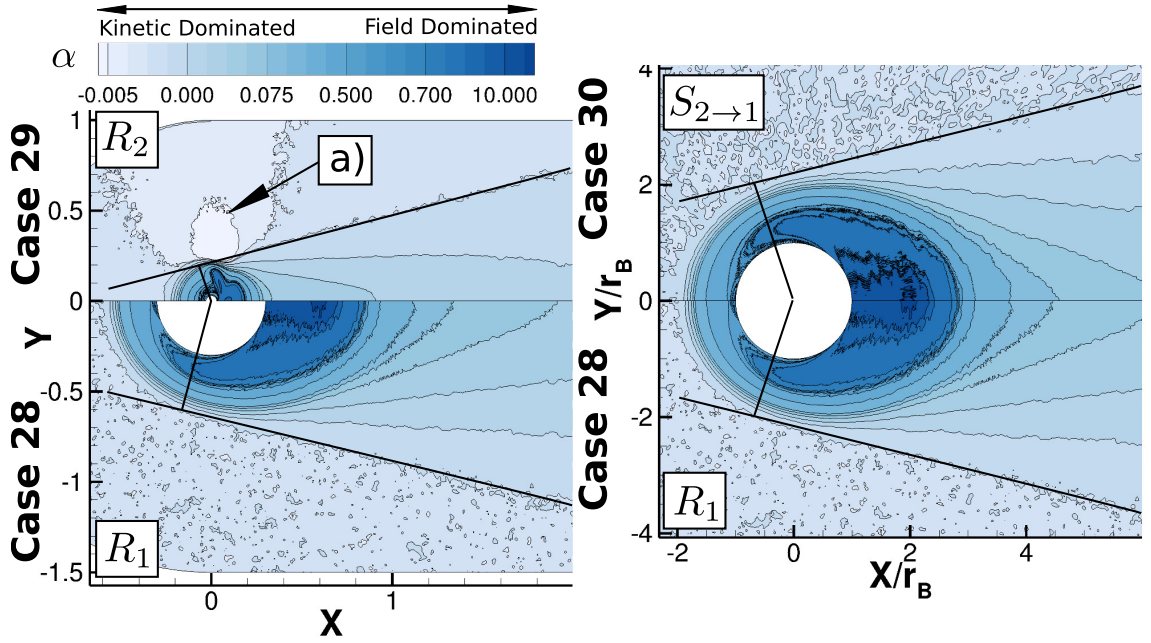 Kinetic Dominated Field Dominated
α
-0.005 0.000 0.075 0.500 0.700 10.000
Case 29
Y
Case 28
1
0.5
0
-0.5
-1
-1.5
R₂
a)
R₁
0 1
X
Case 30
Y/r_B
Case 28
4
2
0
-2
-4
S₂→₁
R₁
-2 0 2 4
X/r_B